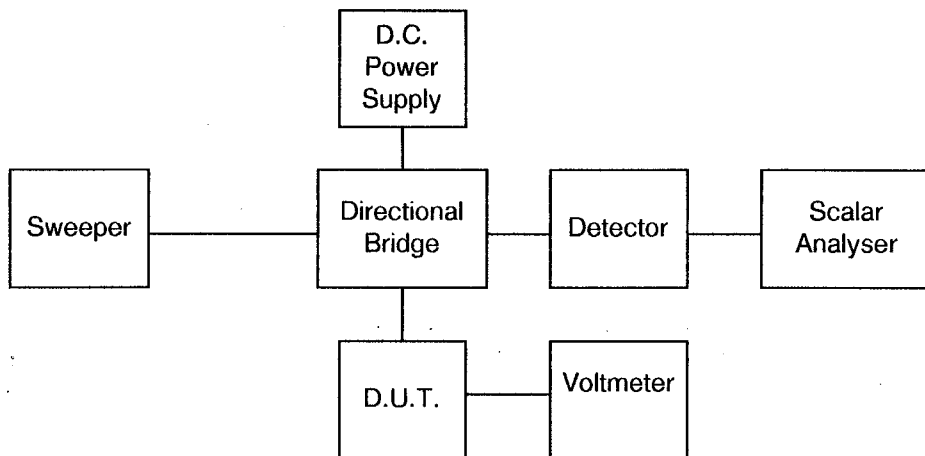 D.C.
Power
Supply
Sweeper
Directional
Bridge
Detector
Scalar
Analyser
D.U.T.
Voltmeter